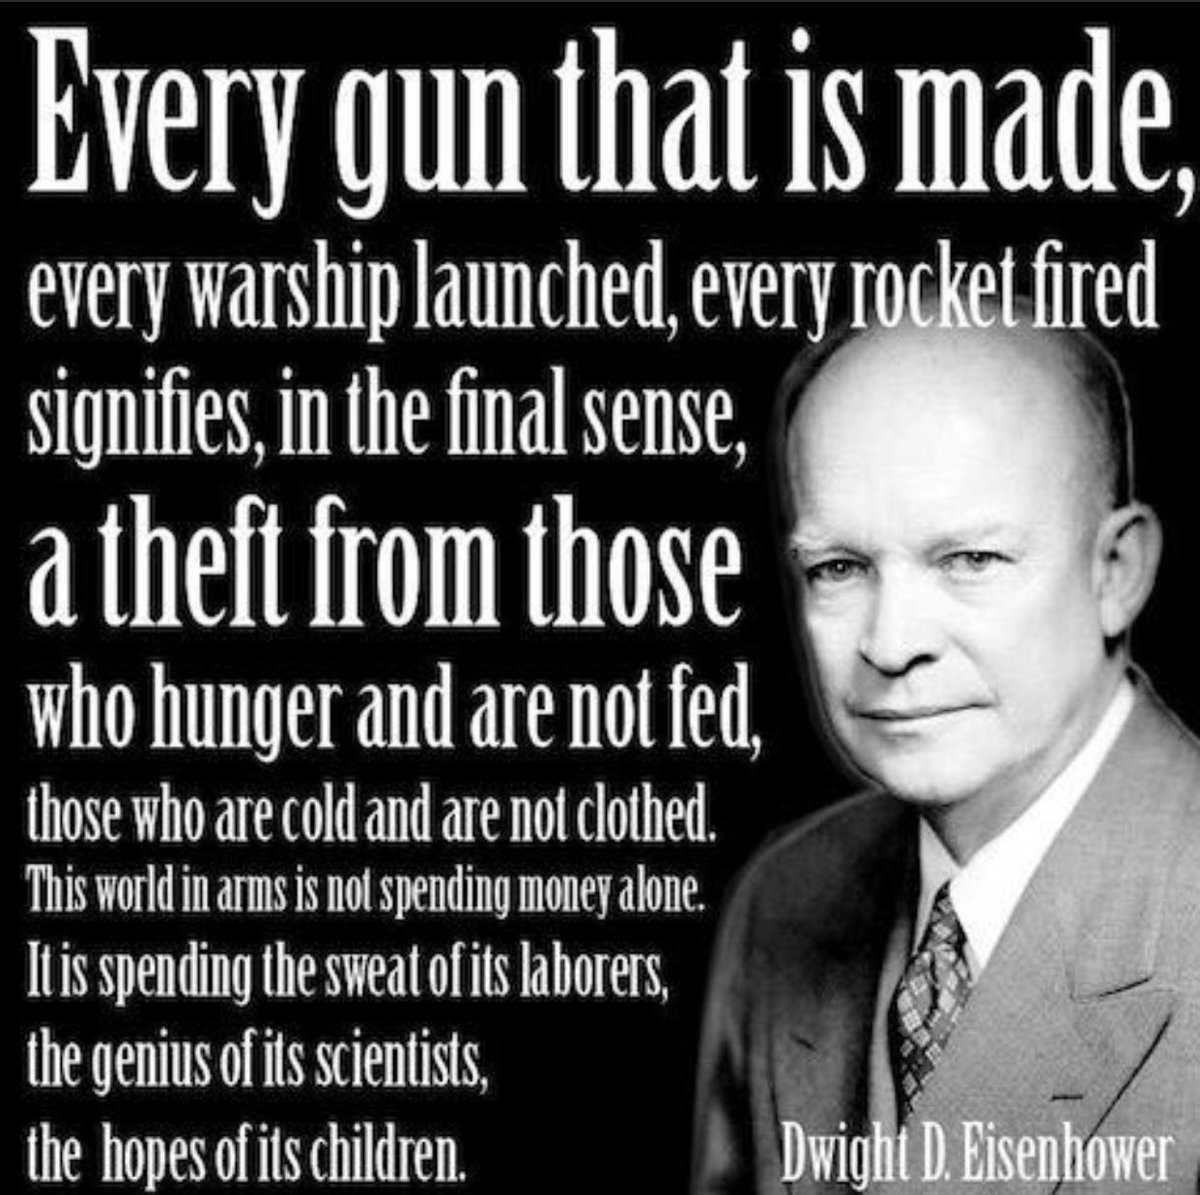 Every gun that is made,
every warship launched, every rocket fired
signifies, in the final sense,
a theft from those
who hunger and are not fed,
those who are cold and are not clothed.
This world in arms is not spending money alone.
It is spending the sweat of its laborers,
the genius of its scientists,
the hopes of its children.
Dwight D. Eisenhower